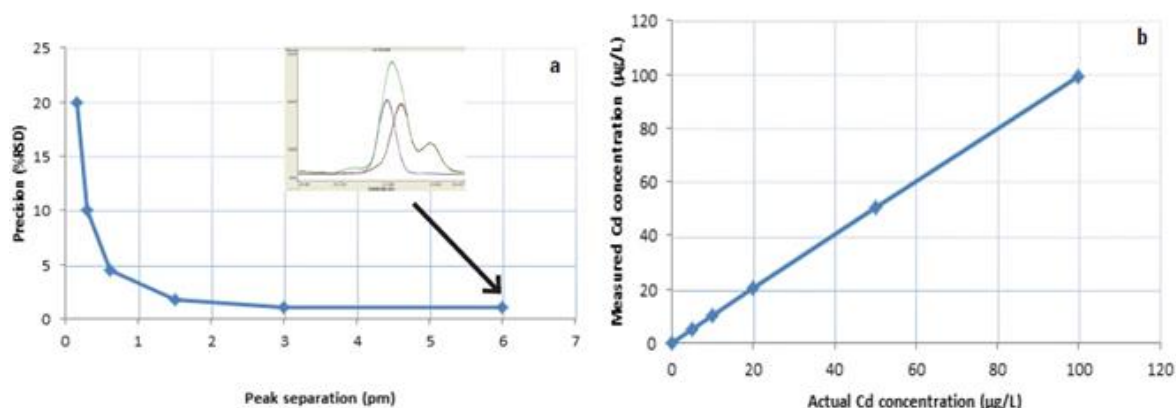 a
25
20
15
10
5
0
Precision (%RSD)
0 1 2 3 4 5 6 7
Peak separation (pm)
b
120
100
80
60
40
20
0
Measured Cd concentration (µg/L)
0 20 40 60 80 100 120
Actual Cd concentration (µg/L)